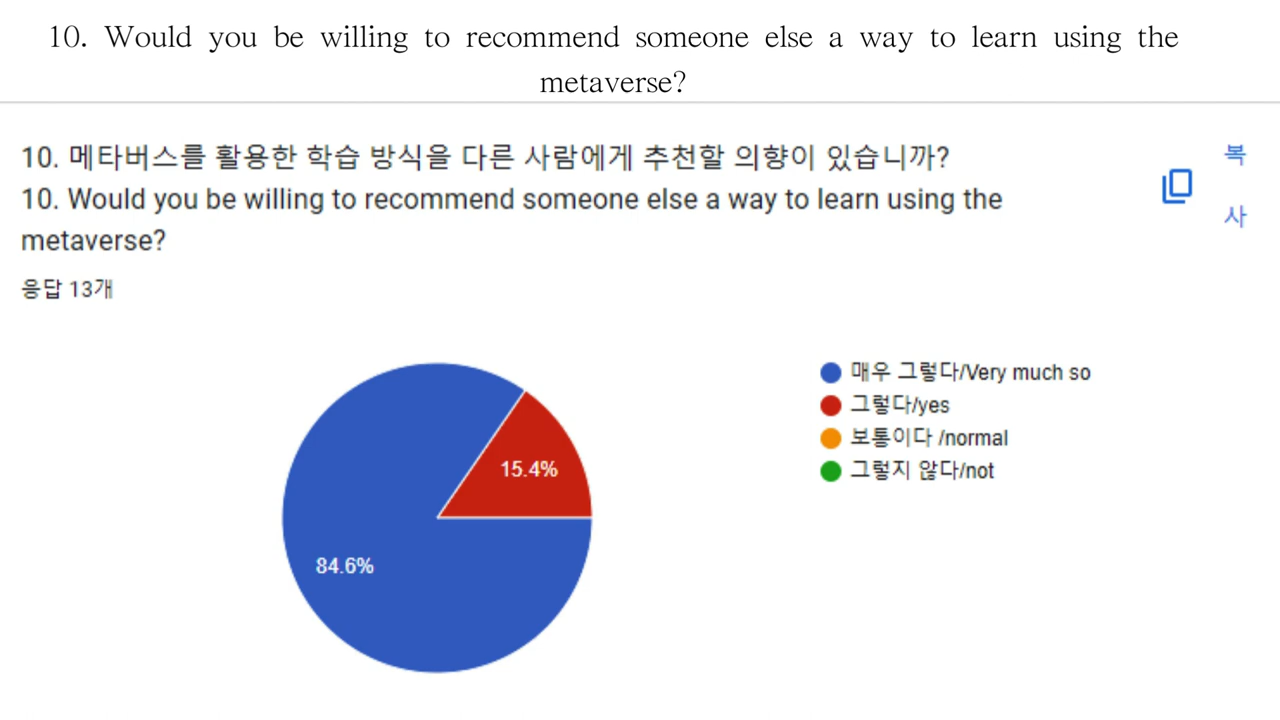 10. Would you be willing to recommend someone else a way to learn using the
metaverse?
10. 메타버스를 활용한 학습 방식을 다른 사람에게 추천할 의향이 있습니까?
10. Would you be willing to recommend someone else a way to learn using the
metaverse?
복
사
응답 13개
매우 그렇다/Very much so
그렇다/yes
보통이다 /normal
그렇지 않다/not
15.4%
84.6%